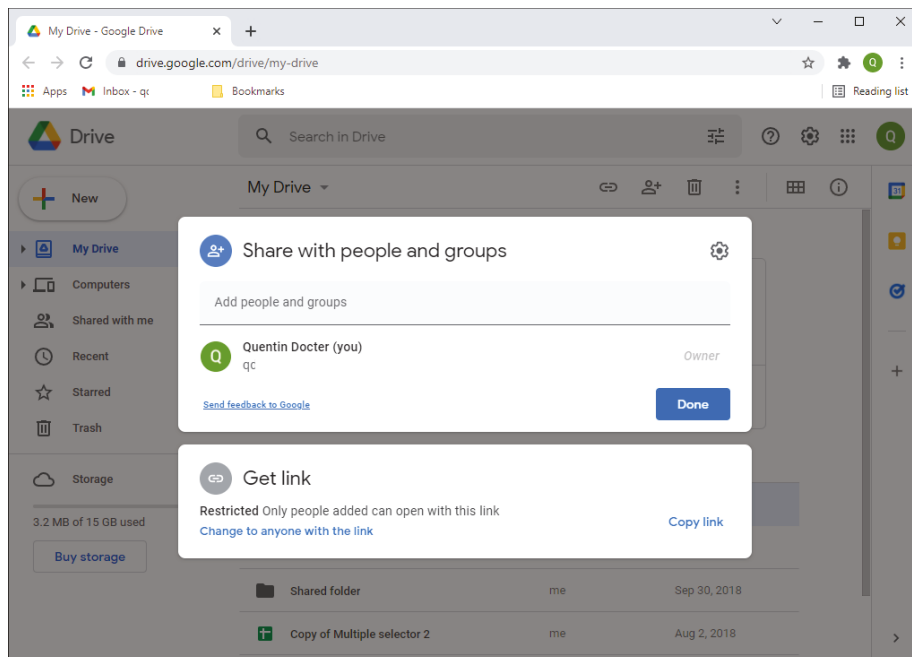 My Drive - Google Drive
drive.google.com/drive/my-drive
Q
Apps
Inbox - qc
Bookmarks
Reading list
Drive
Search in Drive
Q
New
My Drive
31
My Drive
Computers
Shared with me
Recent
Starred
Trash
Storage
3.2 MB of 15 GB used
Buy storage
Share with people and groups
Add people and groups
Q
Quentin Docter (you)
qc
Owner
Send feedback to Google
Done
Get link
Restricted Only people added can open with this link
Change to anyone with the link
Copy link
Shared folder me Sep 30, 2018
Copy of Multiple selector 2 me Aug 2, 2018